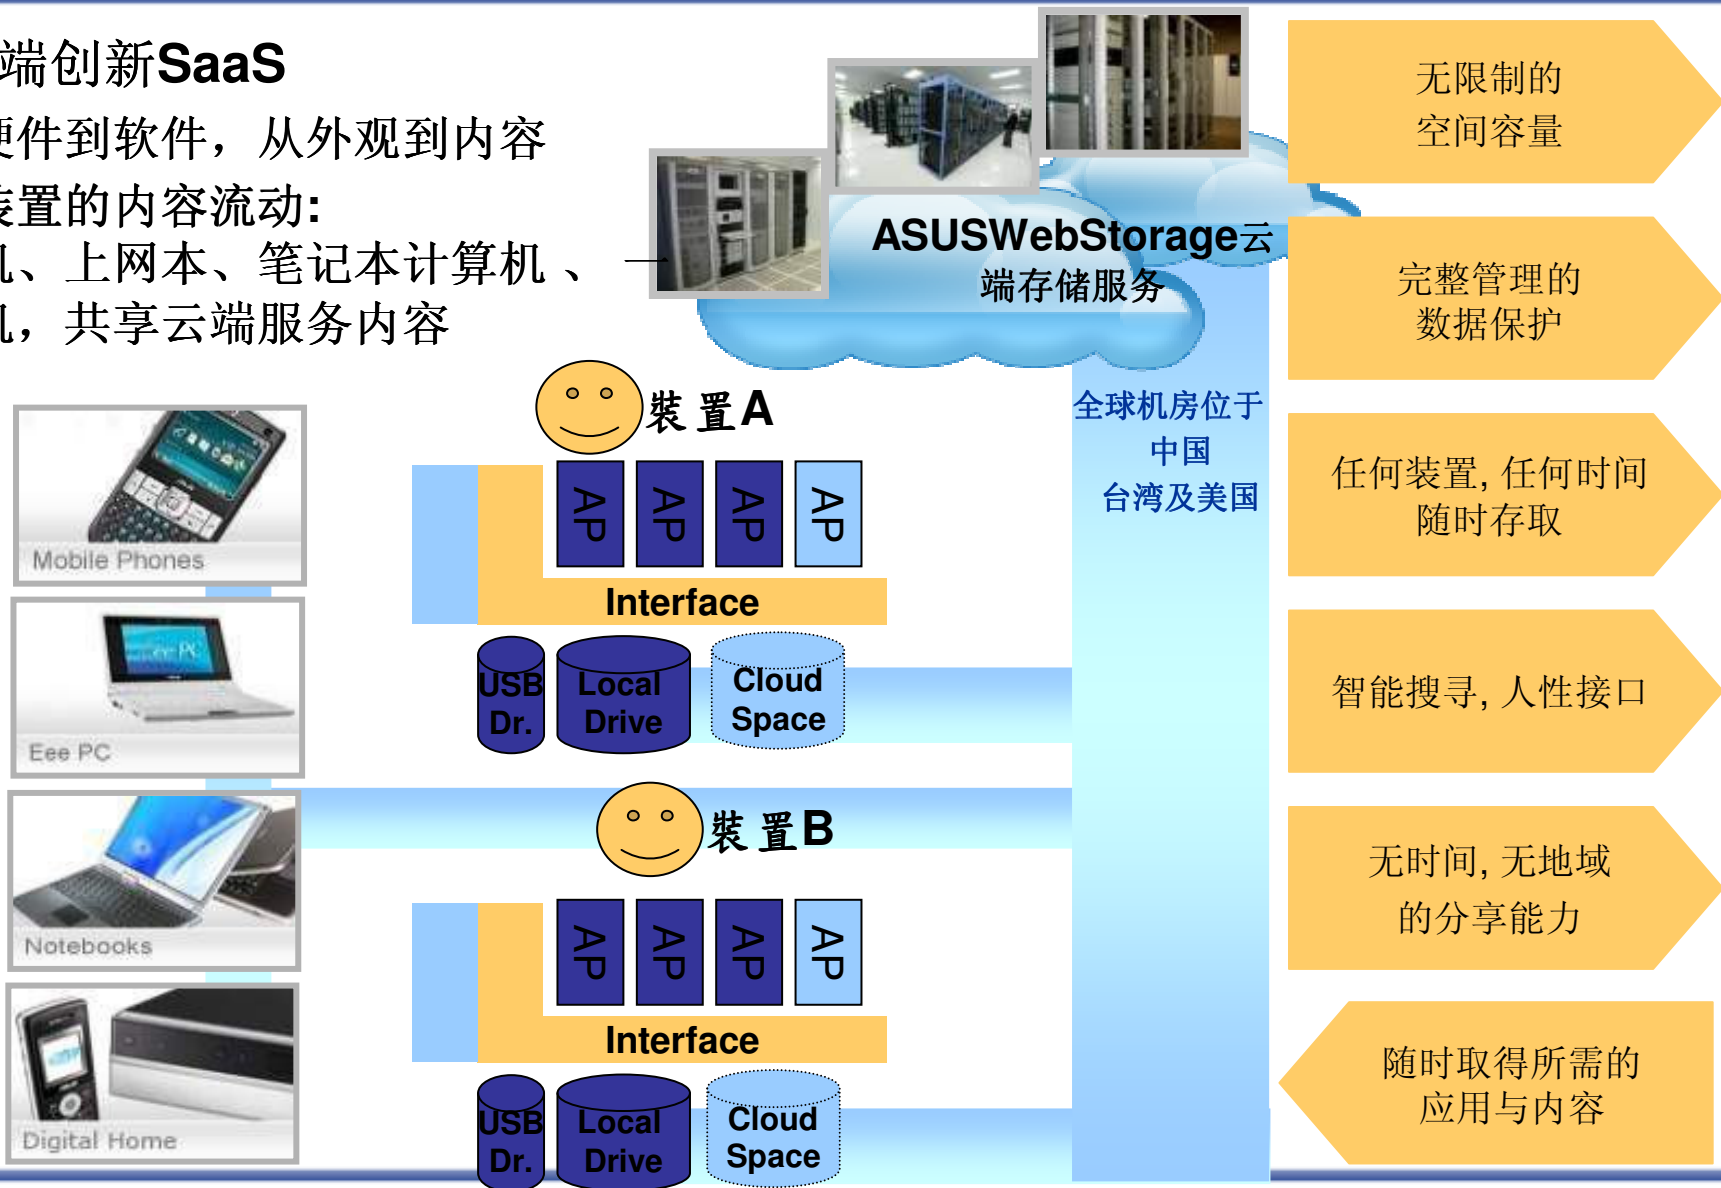 端创新SaaS
硬件到软件，从外观到内容
装置的内容流动:
机、上网本、笔记本计算机 、 一
机，共享云端服务内容
ASUSWebStorage云
端存储服务
全球机房位于
中国
台湾及美国
Mobile Phones
Eee PC
Notebooks
Digital Home
裝置A
AP
AP
AP
AP
Interface
USB
Dr.
Local
Drive
Cloud
Space
裝置B
AP
AP
AP
AP
Interface
USB
Dr.
Local
Drive
Cloud
Space
无限制的
空间容量
完整管理的
数据保护
任何装置, 任何时间
随时存取
智能搜寻, 人性接口
无时间, 无地域
的分享能力
随时取得所需的
应用与内容